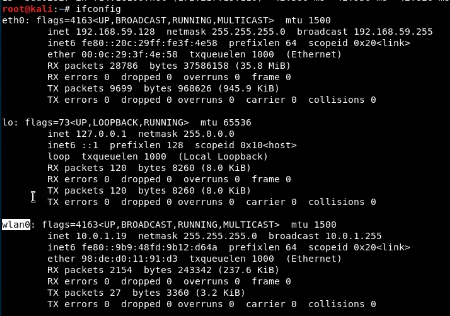 root@kali:~# ifconfig
eth0: flags=4163<UP,BROADCAST,RUNNING,MULTICAST>  mtu 1500
inet 192.168.59.128  netmask 255.255.255.0  broadcast 192.168.59.255
inet6 fe80::20c:29ff:fe3f:4e58  prefixlen 64  scopeid 0x20<link>
ether 00:0c:29:3f:4e:58  txqueuelen 1000  (Ethernet)
RX packets 28786  bytes 37586158 (35.8 MiB)
RX errors 0  dropped 0  overruns 0  frame 0
TX packets 9699  bytes 968626 (945.9 KiB)
TX errors 0  dropped 0 overruns 0  carrier 0  collisions 0
lo: flags=73<UP,LOOPBACK,RUNNING>  mtu 65536
inet 127.0.0.1  netmask 255.0.0.0
inet6 ::1  prefixlen 128  scopeid 0x10<host>
loop  txqueuelen 1000  (Local Loopback)
RX packets 120  bytes 8260 (8.0 KiB)
RX errors 0  dropped 0  overruns 0  frame 0
TX packets 120  bytes 8260 (8.0 KiB)
TX errors 0  dropped 0 overruns 0  carrier 0  collisions 0
wlan0: flags=4163<UP,BROADCAST,RUNNING,MULTICAST>  mtu 1500
inet 10.0.1.19  netmask 255.255.255.0  broadcast 10.0.1.255
inet6 fe80::9b9:48fd:9b12:d64a  prefixlen 64  scopeid 0x20<link>
ether 98:de:d0:11:91:d3  txqueuelen 1000  (Ethernet)
RX packets 2154  bytes 243342 (237.6 KiB)
RX errors 0  dropped 0  overruns 0  frame 0
TX packets 27  bytes 3360 (3.2 KiB)
TX errors 0  dropped 0 overruns 0  carrier 0  collisions 0